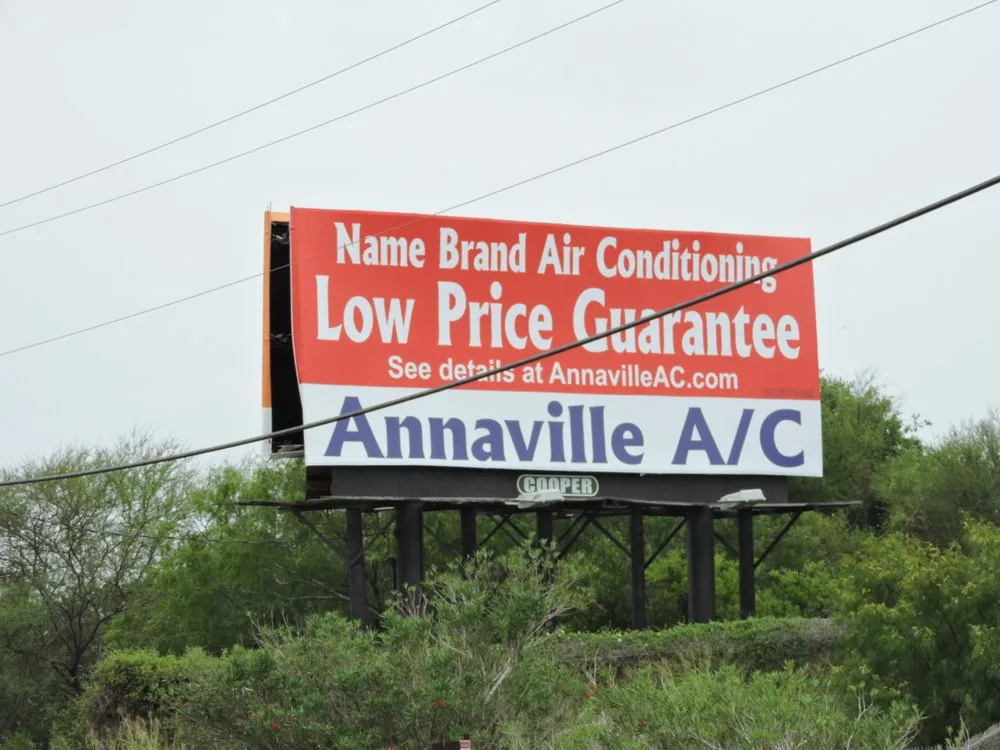 Name Brand Air Conditioning
Low Price Guarantee
See details at AnnavilleAC.com
Annaville A/C
COOPER